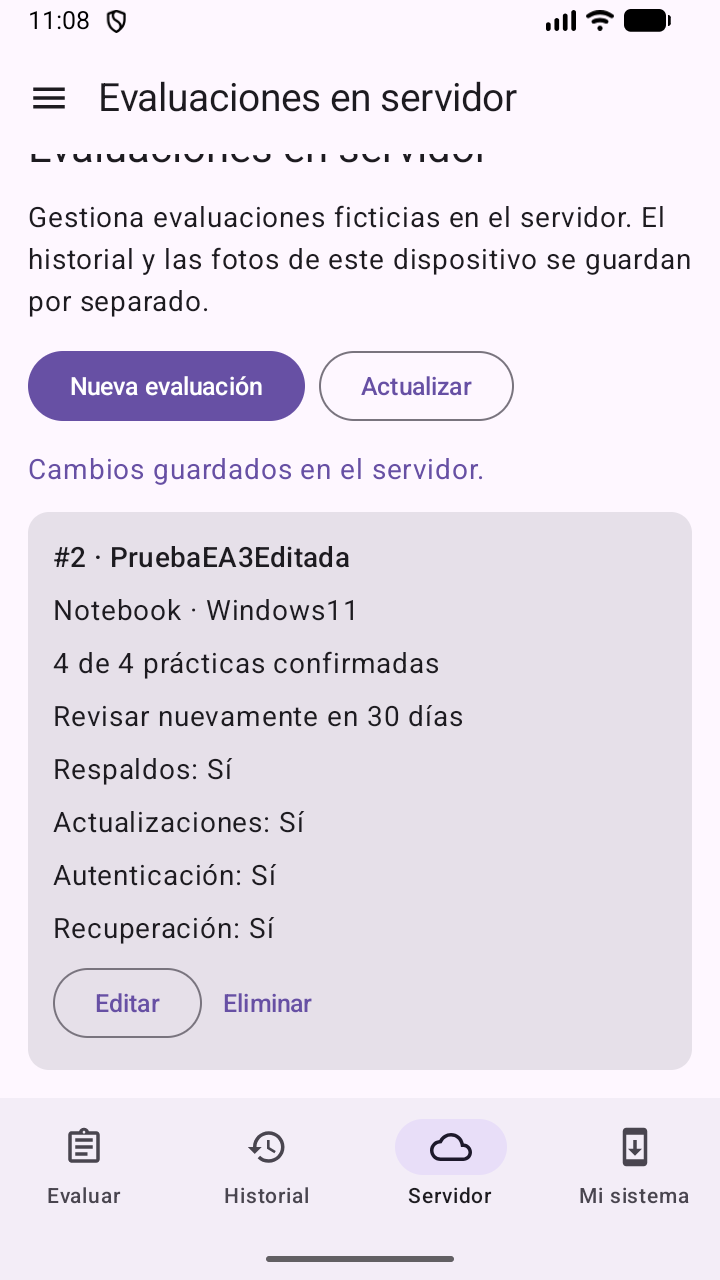 11:08
Evaluaciones en servidor
Evaluaciones en servidor
Gestiona evaluaciones ficticias en el servidor. El
historial y las fotos de este dispositivo se guardan
por separado.
Nueva evaluación
Actualizar
Cambios guardados en el servidor.
#2 · PruebaEA3Editada
Notebook · Windows11
4 de 4 prácticas confirmadas
Revisar nuevamente en 30 días
Respaldos: Sí
Actualizaciones: Sí
Autenticación: Sí
Recuperación: Sí
Editar
Eliminar
Evaluar
Historial
Servidor
Mi sistema